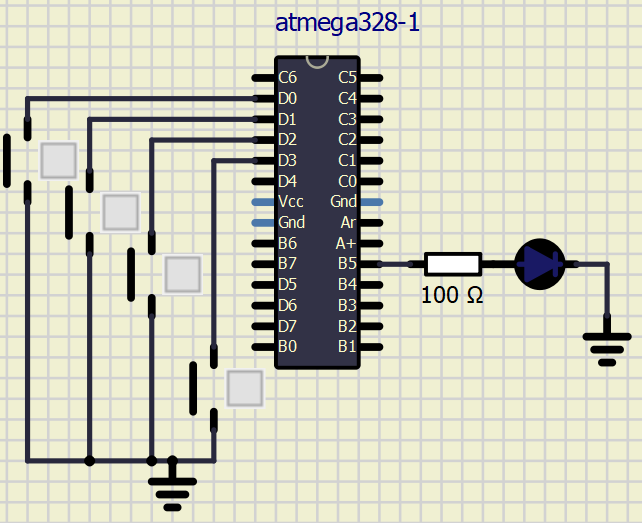 atmega328-1
C6 C5
D0 C4
D1 C3
D2 C2
D3 C1
D4 C0
Vcc Gnd
Gnd Ar
B6 A+
B7 B5
D5 B4
D6 B3
D7 B2
B0 B1
100 Ω